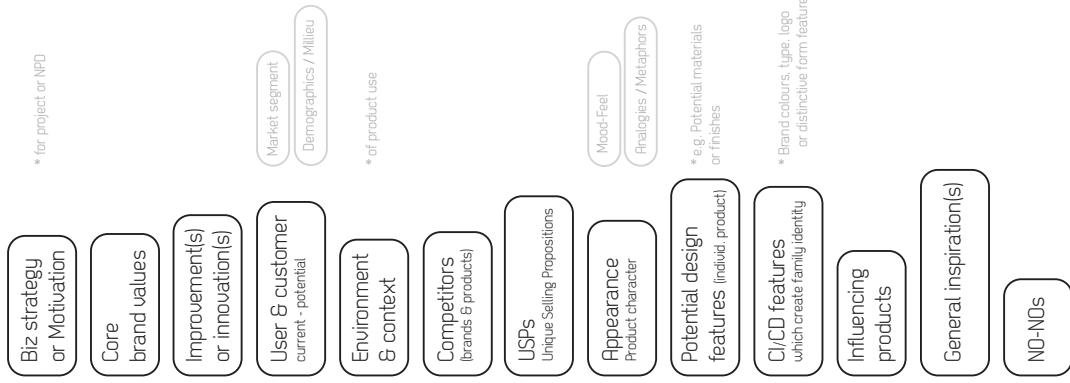 Biz strategy
or Motivation
* for project or NPD
Core
brand values
Improvement(s)
or innovation(s)
User & customer
current - potential
Market segment
Demographics / Milieu
Environment
& context
* of product use
Competitors
(brands & products)
USPs
Unique Selling Propositions
Appearance
Product character
Mood-Feel
Analogies / Metaphors
Potential design
features (individ. product)
* e.g. Potential materials
or finishes
CI/CD features
which create family identity
* Brand colours, type, logo
or distinctive form feature
Influencing
products
General inspiration(s)
NO-NOs